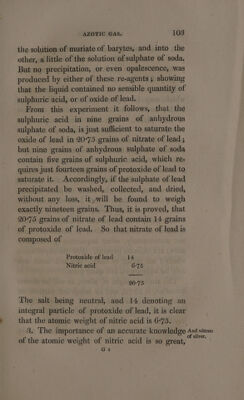 AZOTIC GAS. 103
the solution of muriate of barytes, and into the
other, a little of the solution of sulphate of soda.
But no precipitation, or even opalescence, was
produced by either of these re-agents; showing
that the liquid contained no sensible quantity of
sulphuric acid, or of oxide of lead.
From this experiment it follows, that the
sulphuric acid in nine grains of anhydrous
sulphate of soda, is just sufficient to saturate the
oxide of lead in 20·75 grains of nitrate of lead;
but nine grains of anhydrous sulphate of soda
contain five grains of sulphuric acid, which re-
quires just fourteen grains of protoxide of lead to
saturate it. Accordingly, if the sulphate of lead
precipitated be washed, collected, and dried,
without any loss, it will be found to weigh
exactly nineteen grains. Thus, it is proved, that
20·75 grains of nitrate of lead contain 14 grains
of protoxide of lead. So that nitrate of lead is
composed of
Protoxide of lead 14
Nitric acid 6·75
20·75
The salt being neutral, and 14 denoting an
integral particle of protoxide of lead, it is clear
that the atomic weight of nitric acid is 6·75.
3. The importance of an accurate knowledge And nitrate
of silver.
of the atomic weight of nitric acid is so great,
G 4